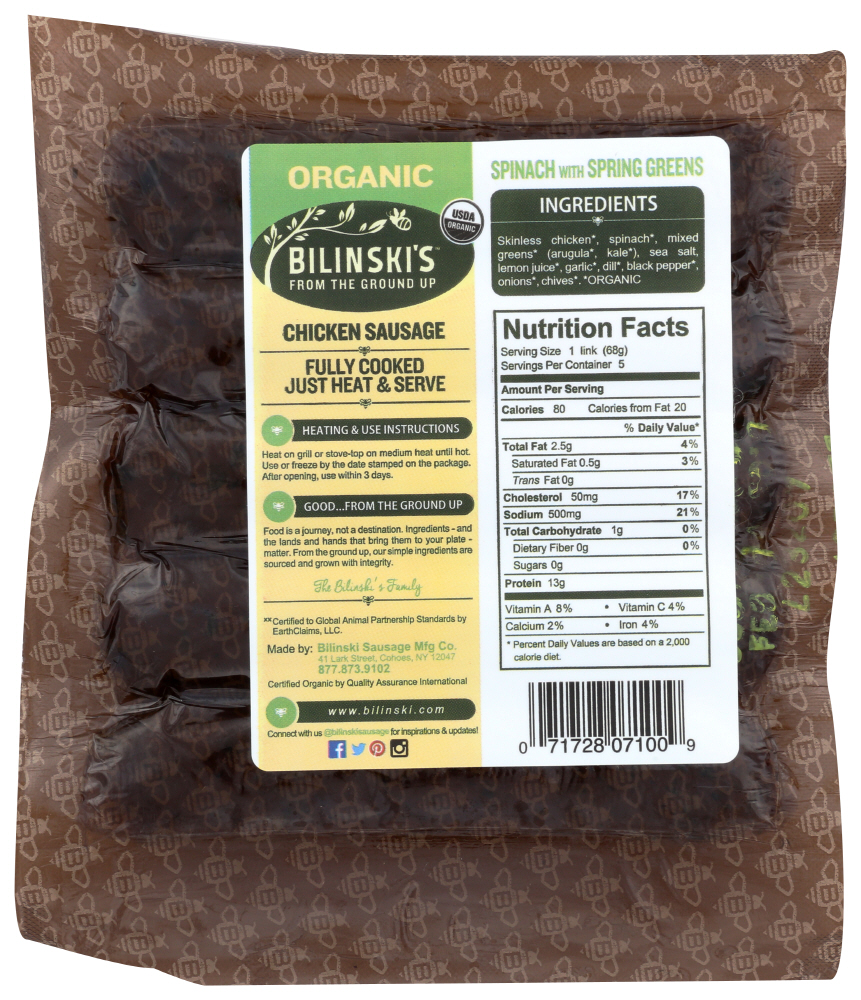 ORGANIC
BILINSKI'S™
FROM THE GROUND UP
USDA
ORGANIC
CHICKEN SAUSAGE
FULLY COOKED
JUST HEAT & SERVE
HEATING & USE INSTRUCTIONS
Heat on grill or stove-top on medium heat until hot.
Use or freeze by the date stamped on the package.
After opening, use within 3 days.
GOOD...FROM THE GROUND UP
Food is a journey, not a destination. Ingredients - and
the lands and hands that bring them to your plate -
matter. From the ground up, our simple ingredients are
sourced and grown with integrity.
The Bilinski's Family
**Certified to Global Animal Partnership Standards by
EarthClaims, LLC.
Made by: Bilinski Sausage Mfg Co.
41 Lark Street, Cohoes, NY 12047
877.873.9102
Certified Organic by Quality Assurance International
www.bilinski.com
Connect with us @bilinskisausage for inspirations & updates!
SPINACH WITH SPRING GREENS
INGREDIENTS
Skinless chicken*, spinach*, mixed
greens* (arugula*, kale*), sea salt,
lemon juice*, garlic*, dill*, black pepper*,
onions*, chives*. *ORGANIC
Nutrition Facts
Serving Size 1 link (68g)
Servings Per Container 5
Amount Per Serving
Calories 80 Calories from Fat 20
% Daily Value*
Total Fat 2.5g 4%
Saturated Fat 0.5g 3%
Trans Fat 0g
Cholesterol 50mg 17%
Sodium 500mg 21%
Total Carbohydrate 1g 0%
Dietary Fiber 0g 0%
Sugars 0g
Protein 13g
Vitamin A 8% • Vitamin C 4%
Calcium 2% • Iron 4%
* Percent Daily Values are based on a 2,000
calorie diet.
0 71728 07100 9